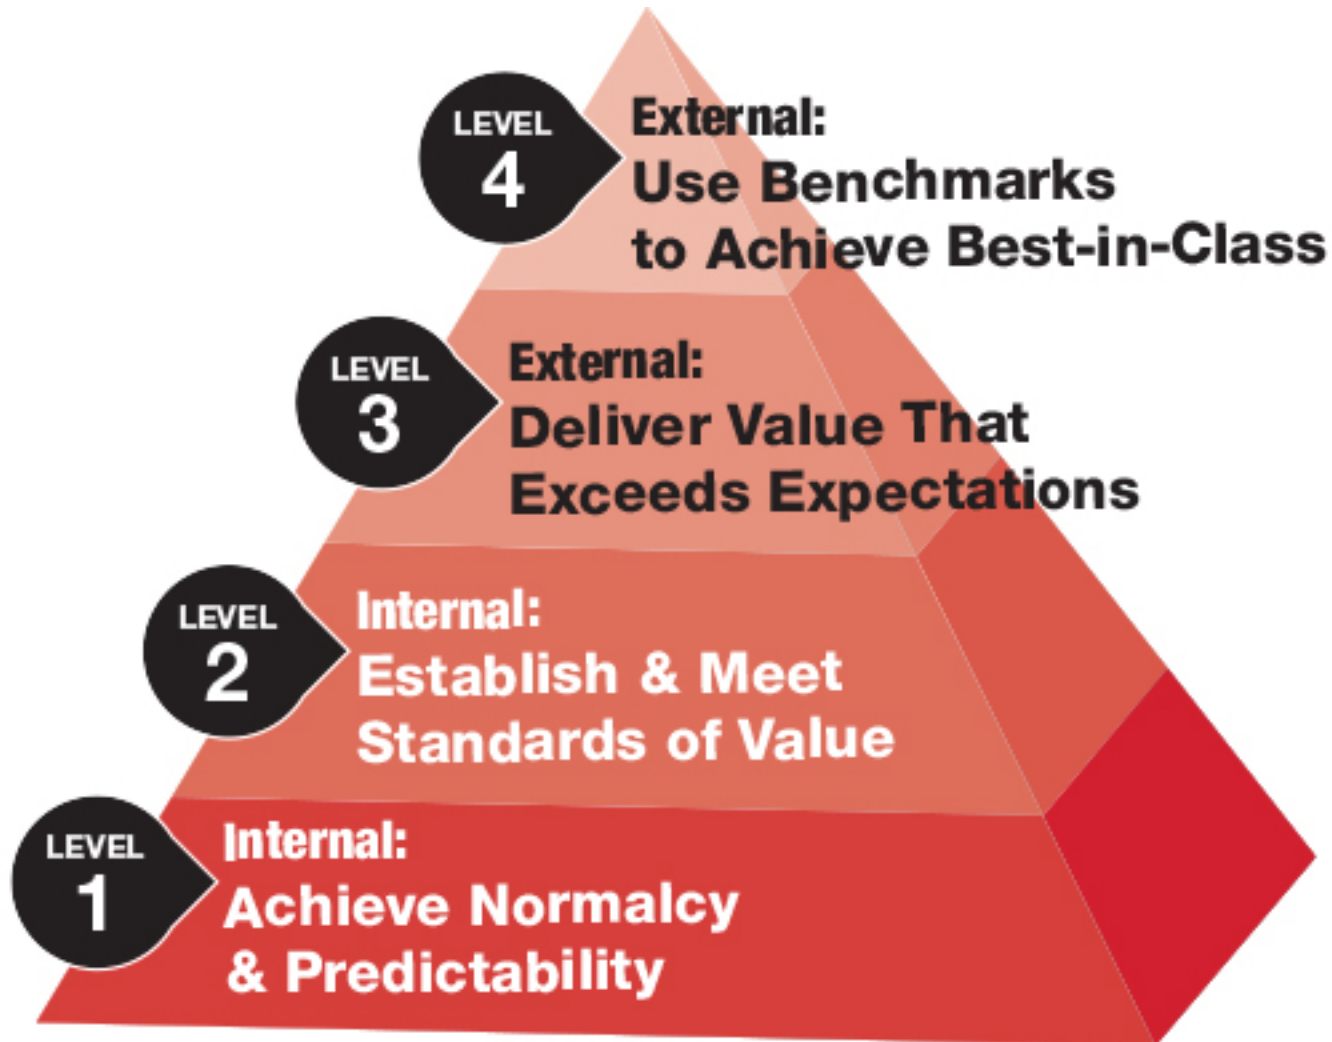 LEVEL
4
External:
Use Benchmarks
to Achieve Best-in-Class
LEVEL
3
External:
Deliver Value That
Exceeds Expectations
LEVEL
2
Internal:
Establish & Meet
Standards of Value
LEVEL
1
Internal:
Achieve Normalcy
& Predictability